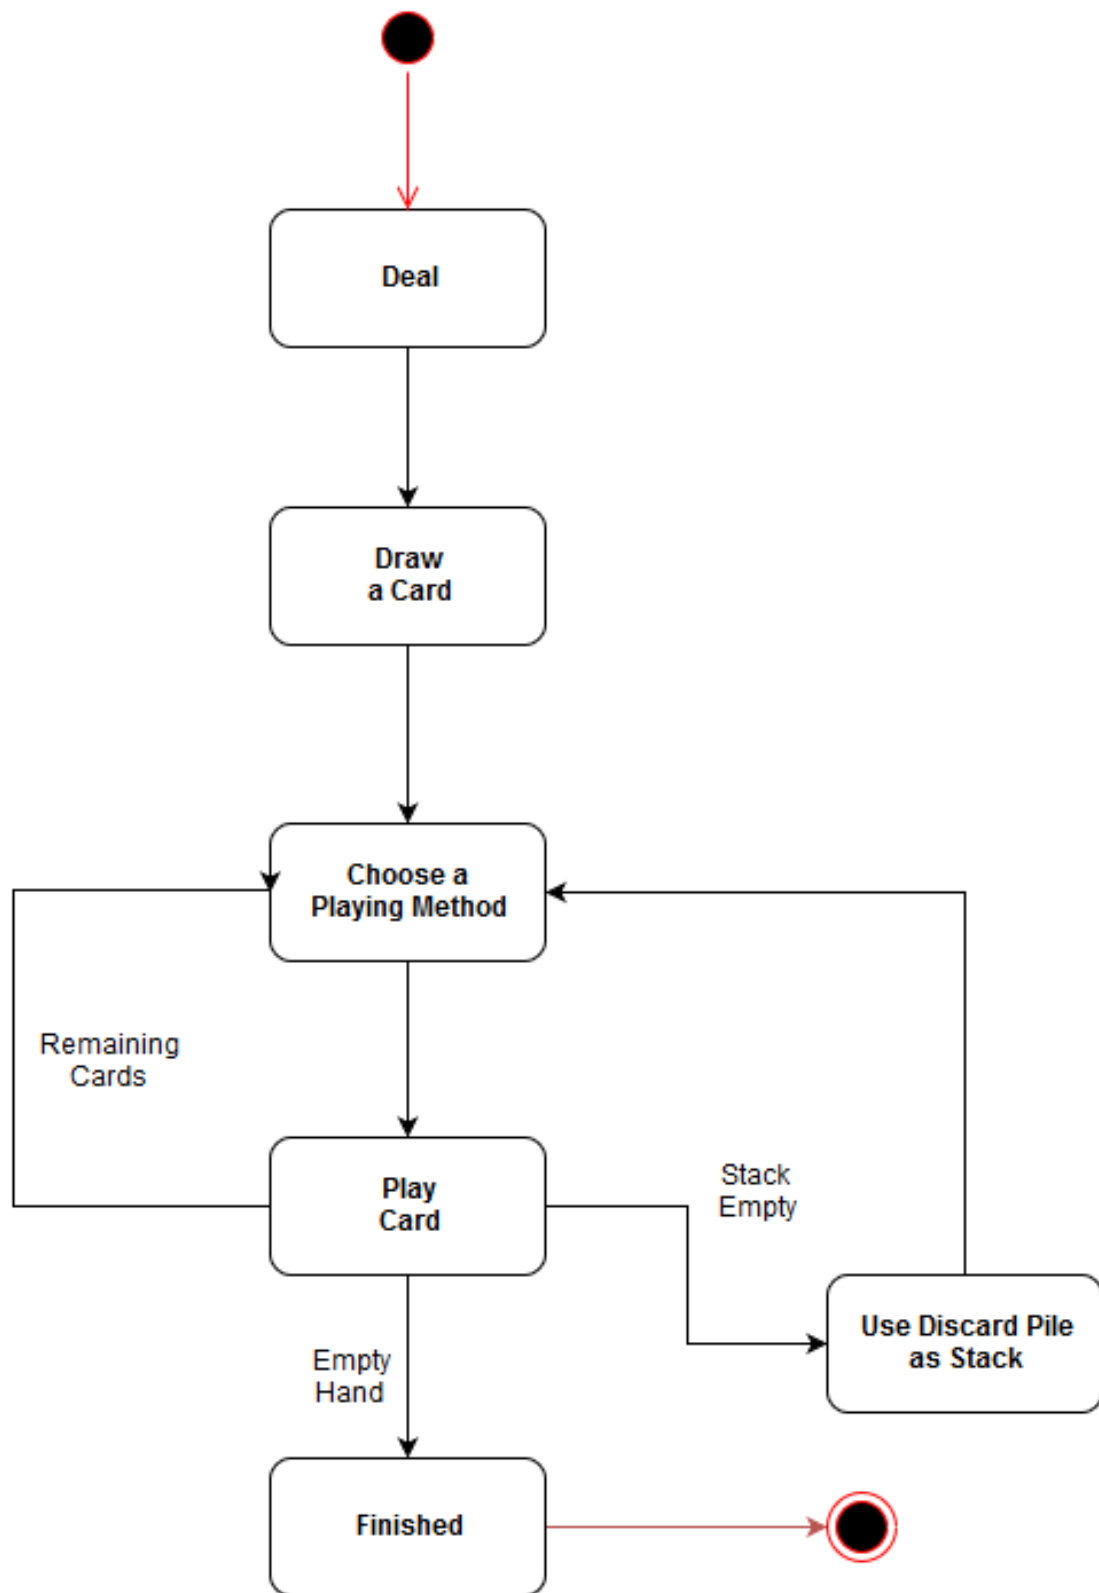 Deal
Draw
a Card
Choose a
Playing Method
Remaining
Cards
Play
Card
Stack
Empty
Use Discard Pile
as Stack
Empty
Hand
Finished